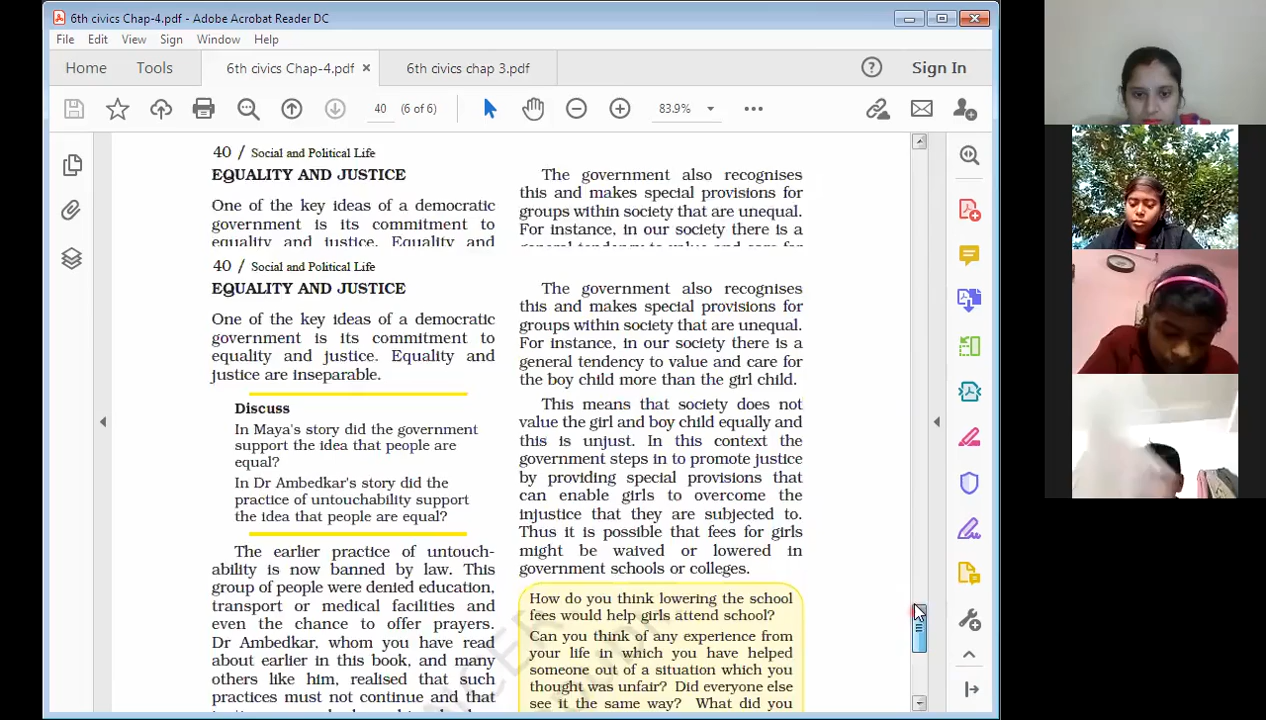 6th civics Chap-4.pdf - Adobe Acrobat Reader DC
File Edit View Sign Window Help
Home Tools 6th civics Chap-4.pdf × 6th civics chap 3.pdf Sign In
40 (6 of 6) 83.9%
40 / Social and Political Life
EQUALITY AND JUSTICE
One of the key ideas of a democratic
government is its commitment to
equality and justice. Equality and
The government also recognises
this and makes special provisions for
groups within society that are unequal.
For instance, in our society there is a
general tendency to value and care for
40 / Social and Political Life
EQUALITY AND JUSTICE
One of the key ideas of a democratic
government is its commitment to
equality and justice. Equality and
justice are inseparable.
Discuss
In Maya's story did the government
support the idea that people are
equal?
In Dr Ambedkar's story did the
practice of untouchability support
the idea that people are equal?
The earlier practice of untouch-
ability is now banned by law. This
group of people were denied education,
transport or medical facilities and
even the chance to offer prayers.
Dr Ambedkar, whom you have read
about earlier in this book, and many
others like him, realised that such
practices must not continue and that
The government also recognises
this and makes special provisions for
groups within society that are unequal.
For instance, in our society there is a
general tendency to value and care for
the boy child more than the girl child.
This means that society does not
value the girl and boy child equally and
this is unjust. In this context the
government steps in to promote justice
by providing special provisions that
can enable girls to overcome the
injustice that they are subjected to.
Thus it is possible that fees for girls
might be waived or lowered in
government schools or colleges.
How do you think lowering the school
fees would help girls attend school?
Can you think of any experience from
your life in which you have helped
someone out of a situation which you
thought was unfair? Did everyone else
see it the same way? What did you